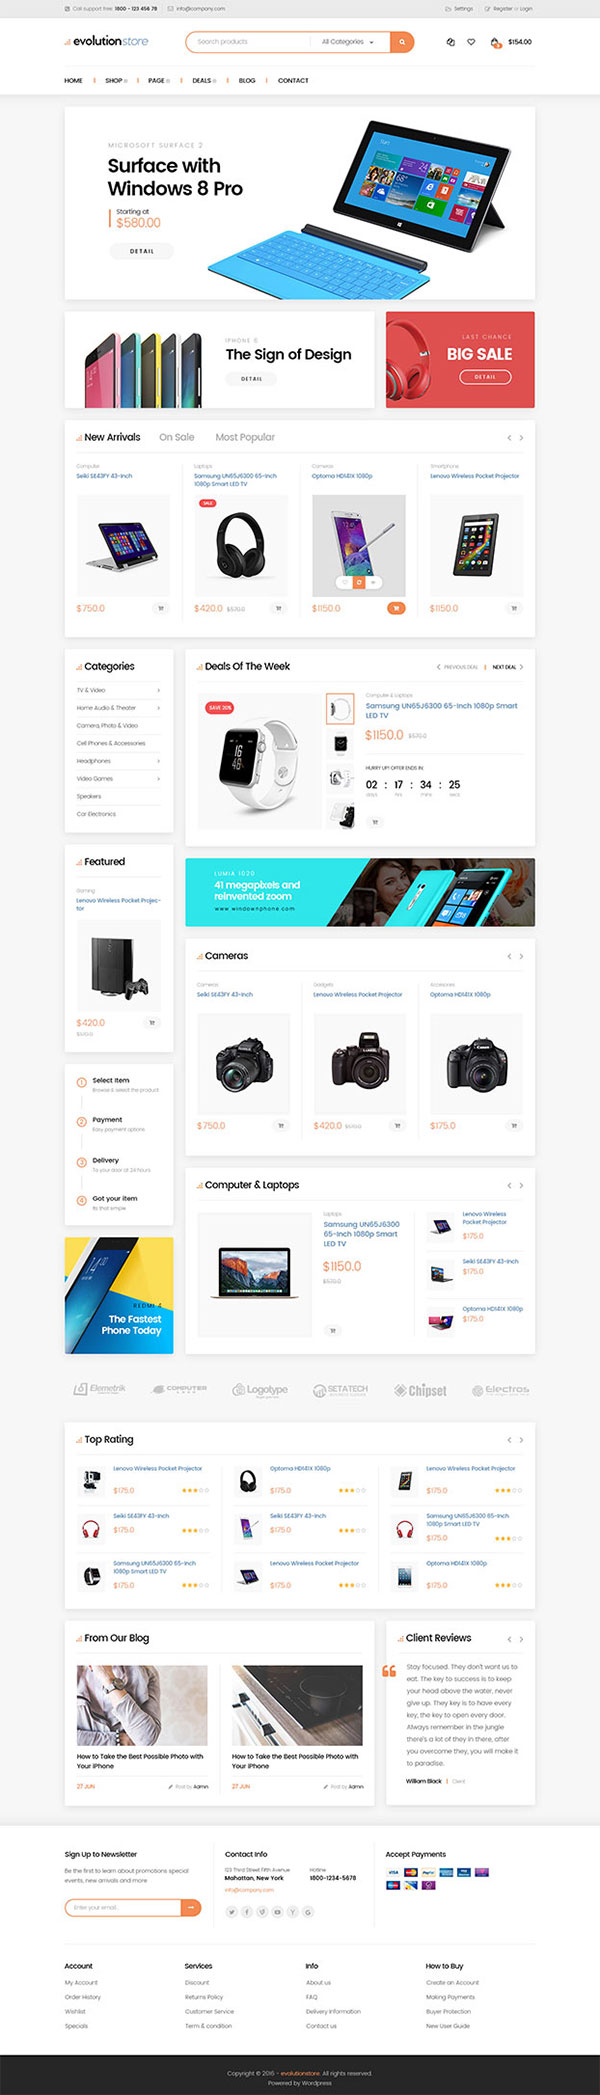 Call support free: 1800 - 123 456 78
info@company.com
Settings
Register or Login
evolutionstore
Search products
All Categories
$154.00
HOME
SHOP
PAGE
DEALS
BLOG
CONTACT
MICROSOFT SURFACE 2
Surface with
Windows 8 Pro
Starting at
$580.00
DETAIL
IPHONE 6
The Sign of Design
DETAIL
LAST CHANCE
BIG SALE
DETAIL
New Arrivals
On Sale
Most Popular
Computer
Seiki SE43FY 43-Inch
$750.0
Laptops
Samsung UN65J6300 65-Inch
1080p Smart LED TV
SALE
$420.0 $570.0
Cameras
Optoma HD141X 1080p
$1150.0
Smartphone
Lenovo Wireless Pocket Projector
$1150.0
Categories
TV & Video
Home Audio & Theater
Camera, Photo & Video
Cell Phones & Accessories
Headphones
Video Games
Speakers
Car Electronics
Deals Of The Week
PREVIOUS DEAL
NEXT DEAL
SAVE 30%
Computer & Laptops
Samsung UN65J6300 65-Inch 1080p Smart
LED TV
$1150.0 $570.0
HURRY UP! OFFER ENDS IN:
02 : 17 : 34 : 25
Featured
Gaming
Lenovo Wireless Pocket Projec-
tor
$420.0
$570.0
LUMIA 1020
41 megapixels and
reinvented zoom
www.windownphone.com
Cameras
Cameras
Seiki SE43FY 43-Inch
$750.0
Gadgets
Lenovo Wireless Pocket Projector
$420.0 $570.0
Accesories
Optoma HD141X 1080p
$175.0
1 Select Item
Browse & select the product
2 Payment
Easy payment options
3 Delivery
To your door at 24 hours
4 Got your item
Its that simple
REDMI 4
The Fastest
Phone Today
Computer & Laptops
Laptops
Samsung UN65J6300
65-Inch 1080p Smart
LED TV
$1150.0
$570.0
Lenovo Wireless
Pocket Projector
$175.0
Seiki SE43FY 43-Inch
$175.0
Optoma HD141X 1080p
$175.0
Elemetrik
COMPUTER
Logotype
SETATECH
Chipset
Electros
Top Rating
Lenovo Wireless Pocket Projector
$175.0
Optoma HD141X 1080p
$175.0
Lenovo Wireless Pocket Projector
$175.0
Seiki SE43FY 43-Inch
$175.0
Seiki SE43FY 43-Inch
$175.0
Samsung UN65J6300 65-Inch
1080p Smart LED TV
$175.0
Samsung UN65J6300 65-Inch
1080p Smart LED TV
$175.0
Lenovo Wireless Pocket Projector
$175.0
Optoma HD141X 1080p
$175.0
From Our Blog
How to Take the Best Possible Photo with
Your iPhone
27 JUN
Post by Admin
How to Take the Best Possible Photo with
Your iPhone
27 JUN
Post by Admin
Client Reviews
Stay focused. They don't want us to
eat. The key to success is to keep
your head above the water, never
give up. They key is to have every
key, the key to open every door.
Always remember in the jungle
there's a lot of they in there, after
you overcome they, you will make it
to paradise.
William Black | Client
Sign Up to Newsletter
Be the first to learn about promotions special
events, new arrivals and more
Enter your email...
Contact Info
123 Third Street Fifth Avenue
Mahattan, New York
info@company.com
Hotline
1800-1234-5678
Accept Payments
Account
My Account
Order History
Wishlist
Specials
Services
Discount
Returns Policy
Customer Service
Term & condition
Info
About us
FAQ
Delivery Information
Contact us
How to Buy
Create an Account
Making Payments
Buyer Protection
New User Guide
Copyright © 2016 - evolutionstore. All rights reserved.
Powered by Wordpress